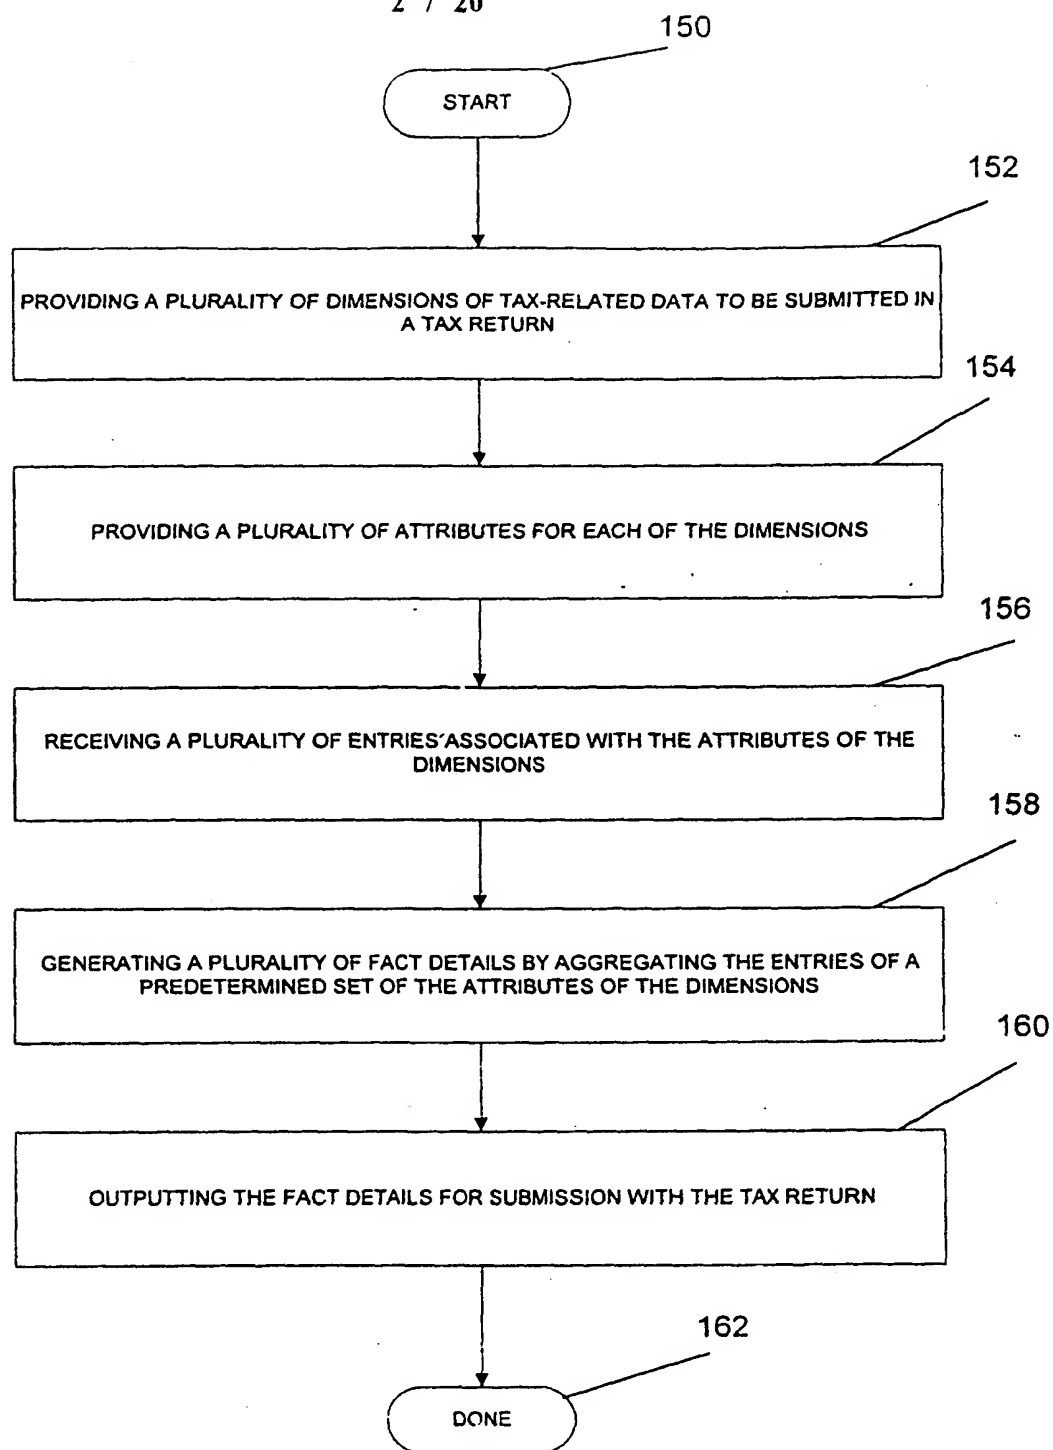 2 / 20
150
START
152
PROVIDING A PLURALITY OF DIMENSIONS OF TAX-RELATED DATA TO BE SUBMITTED IN
A TAX RETURN
154
PROVIDING A PLURALITY OF ATTRIBUTES FOR EACH OF THE DIMENSIONS
156
RECEIVING A PLURALITY OF ENTRIES ASSOCIATED WITH THE ATTRIBUTES OF THE
DIMENSIONS
158
GENERATING A PLURALITY OF FACT DETAILS BY AGGREGATING THE ENTRIES OF A
PREDETERMINED SET OF THE ATTRIBUTES OF THE DIMENSIONS
160
OUTPUTTING THE FACT DETAILS FOR SUBMISSION WITH THE TAX RETURN
162
DONE